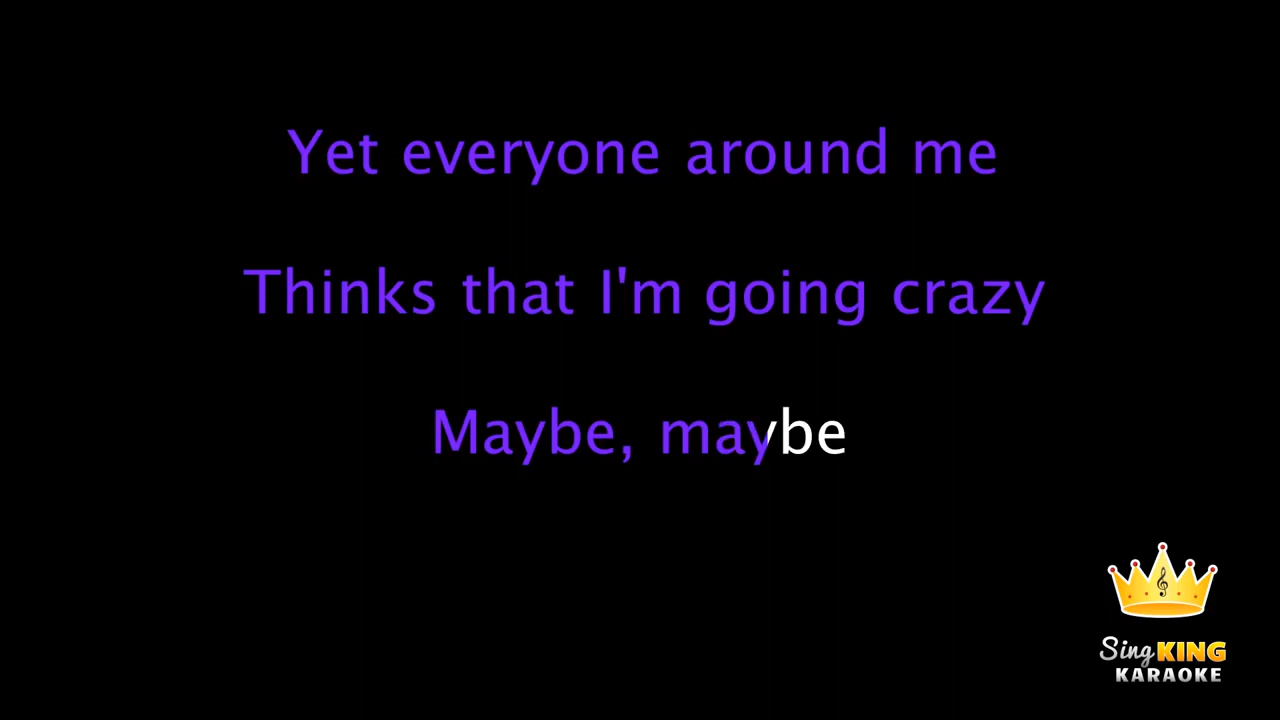 Yet everyone around me
Thinks that I'm going crazy
Maybe, maybe
Sing KING
KARAOKE